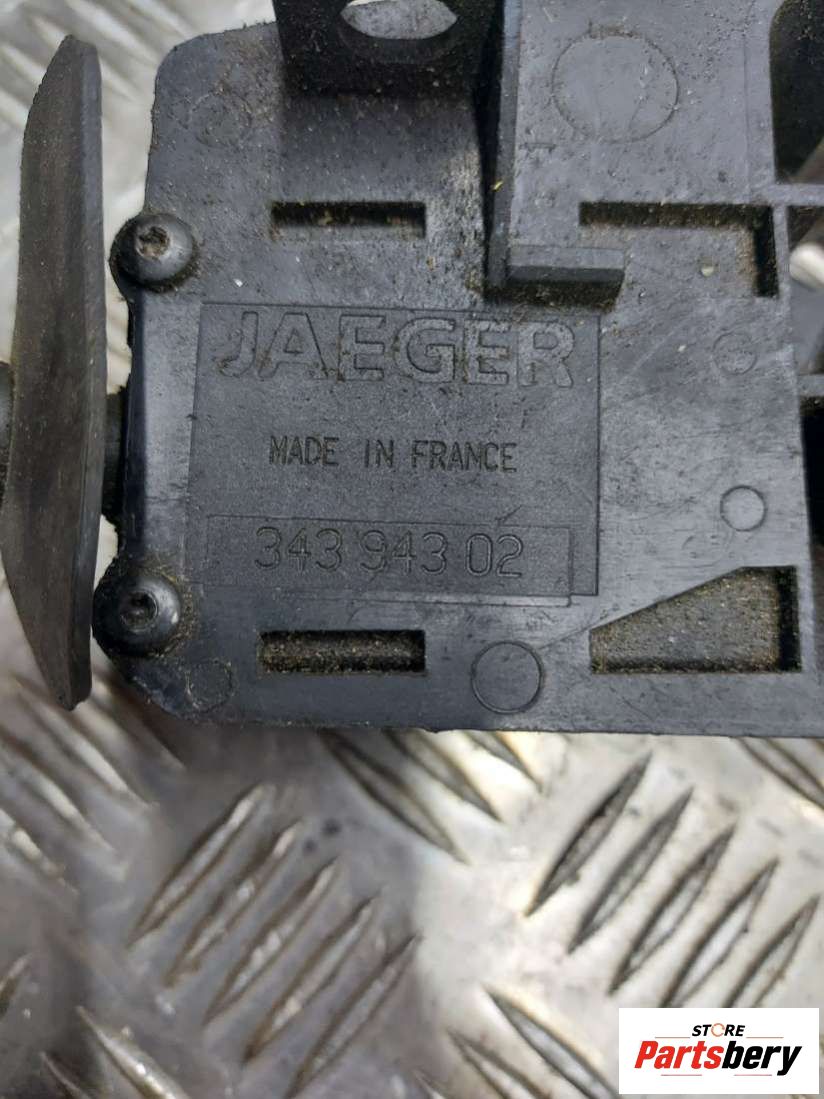 JAEGER
MADE IN FRANCE
343 943 02
STORE
Partsbery